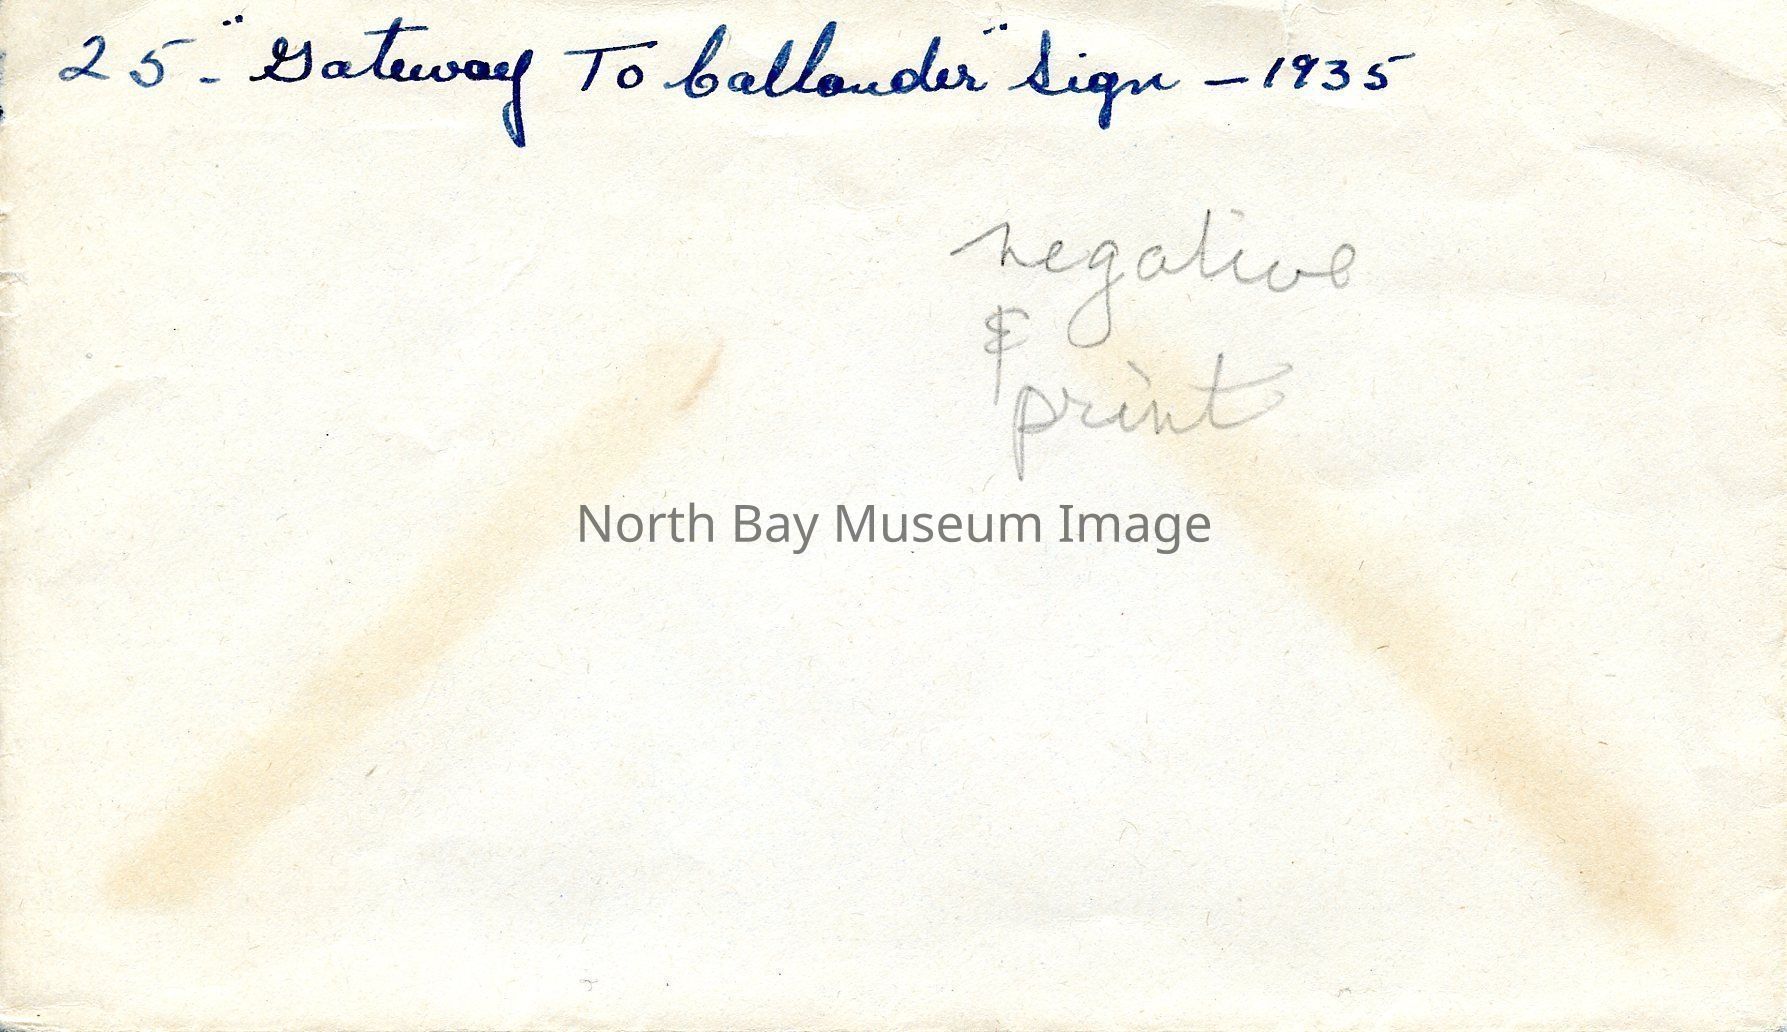 25-"Gateway To Callander" Sign - 1935
negative
&
print
North Bay Museum Image